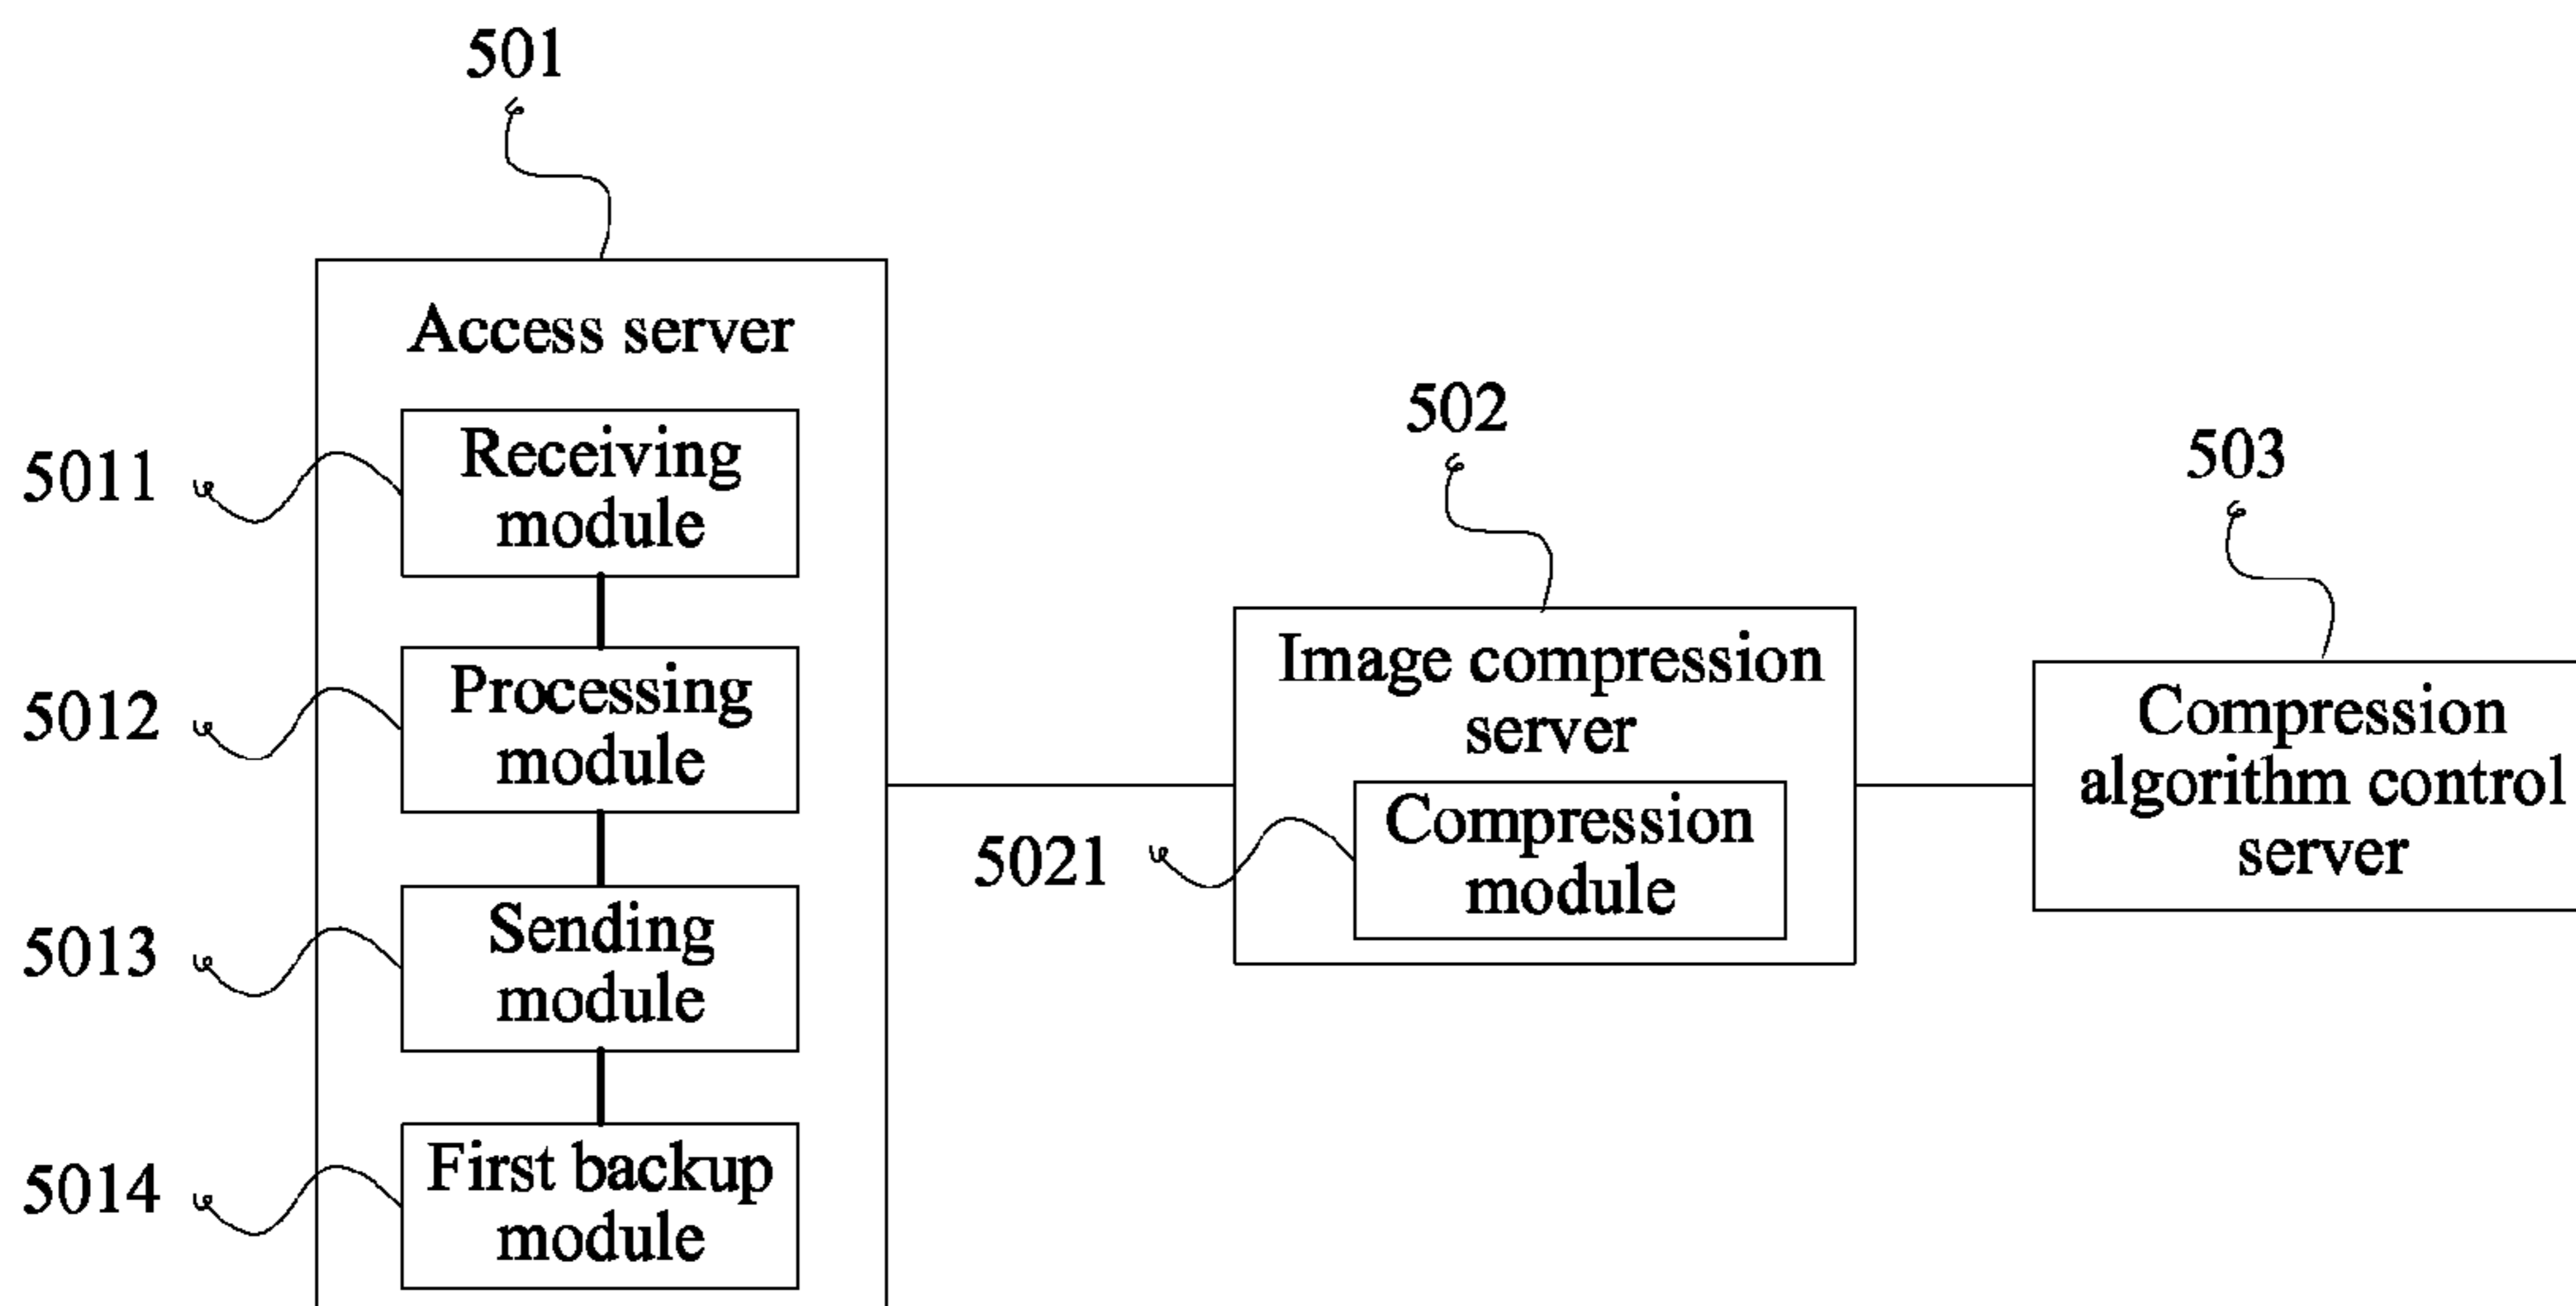 501
Access server
5011
Receiving
module
5012
Processing
module
5013
Sending
module
5014
First backup
module
502
Image compression
server
5021
Compression
module
503
Compression
algorithm control
server